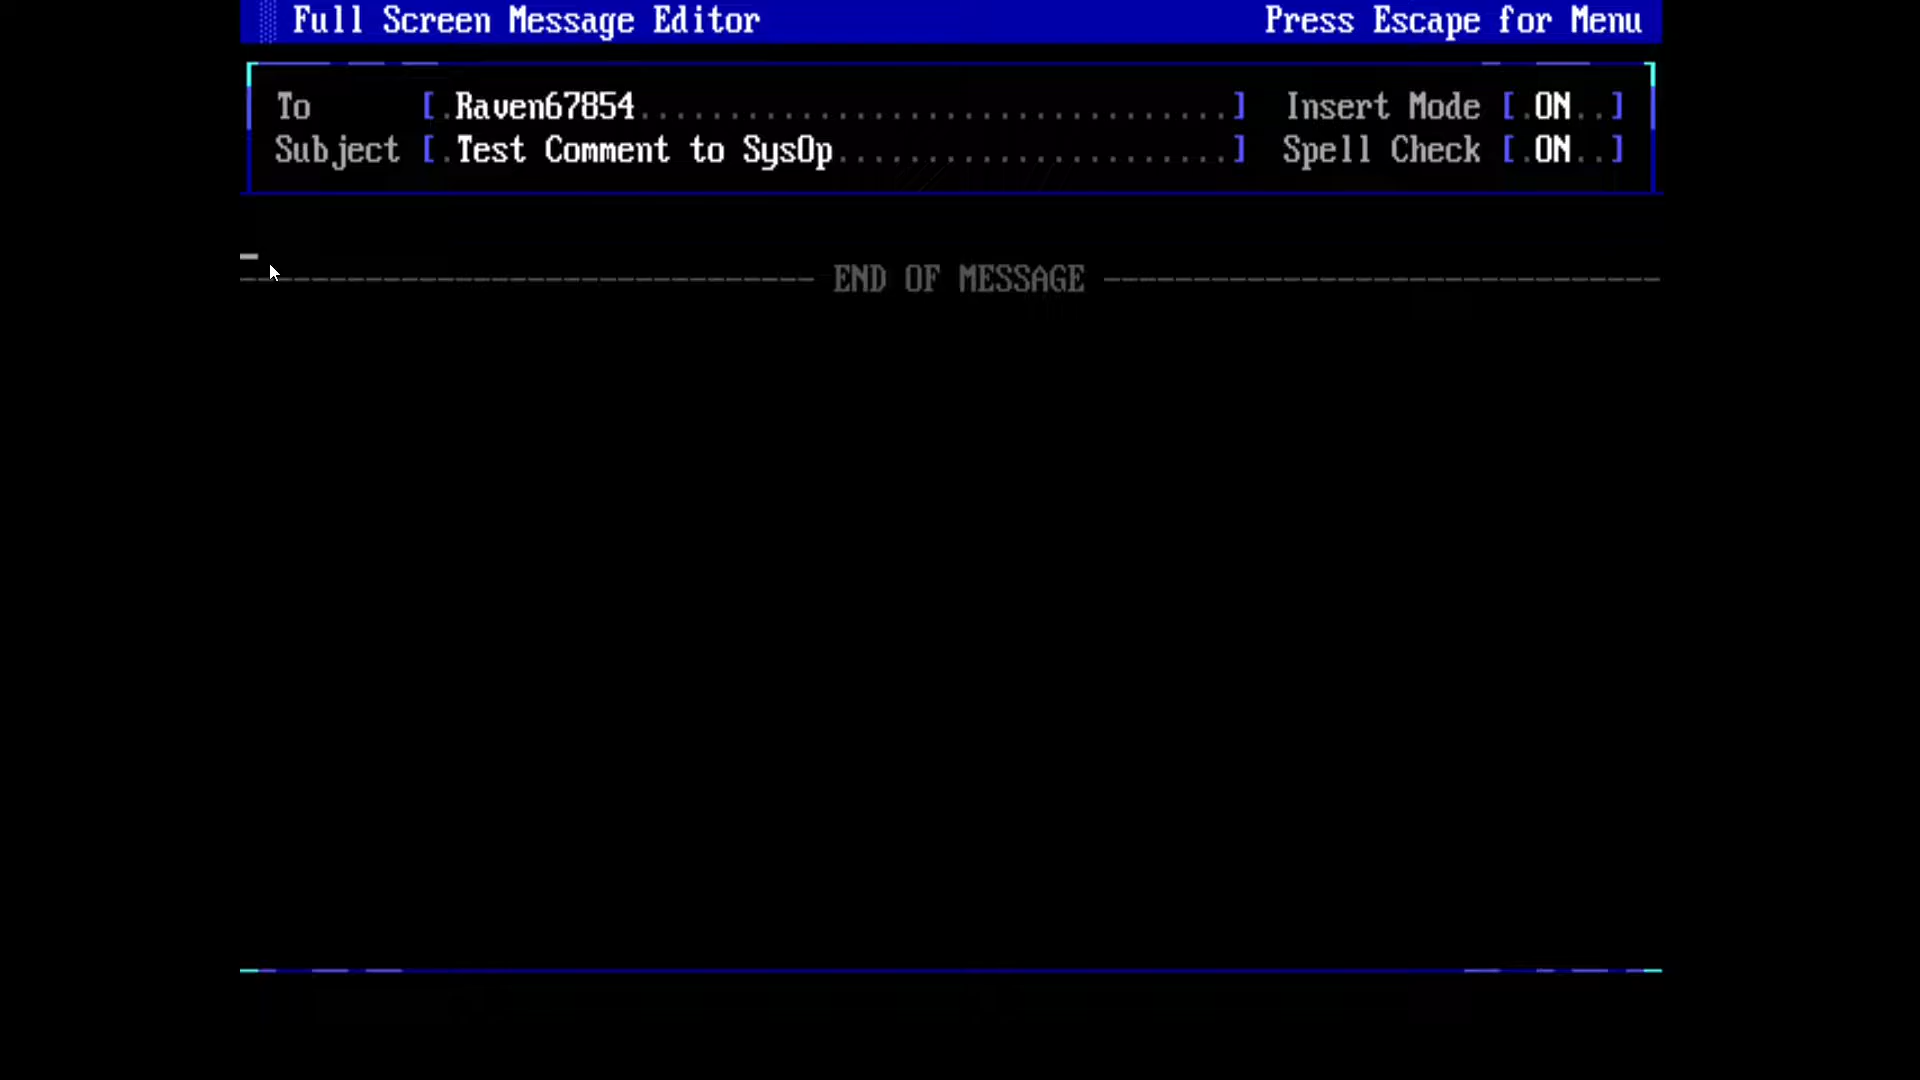 Full Screen Message Editor Press Escape for Menu
To [.Raven67854.................................] Insert Mode [.ON..]
Subject [.Test Comment to SysOp......................] Spell Check [.ON..]
-------------------------------- END OF MESSAGE -------------------------------